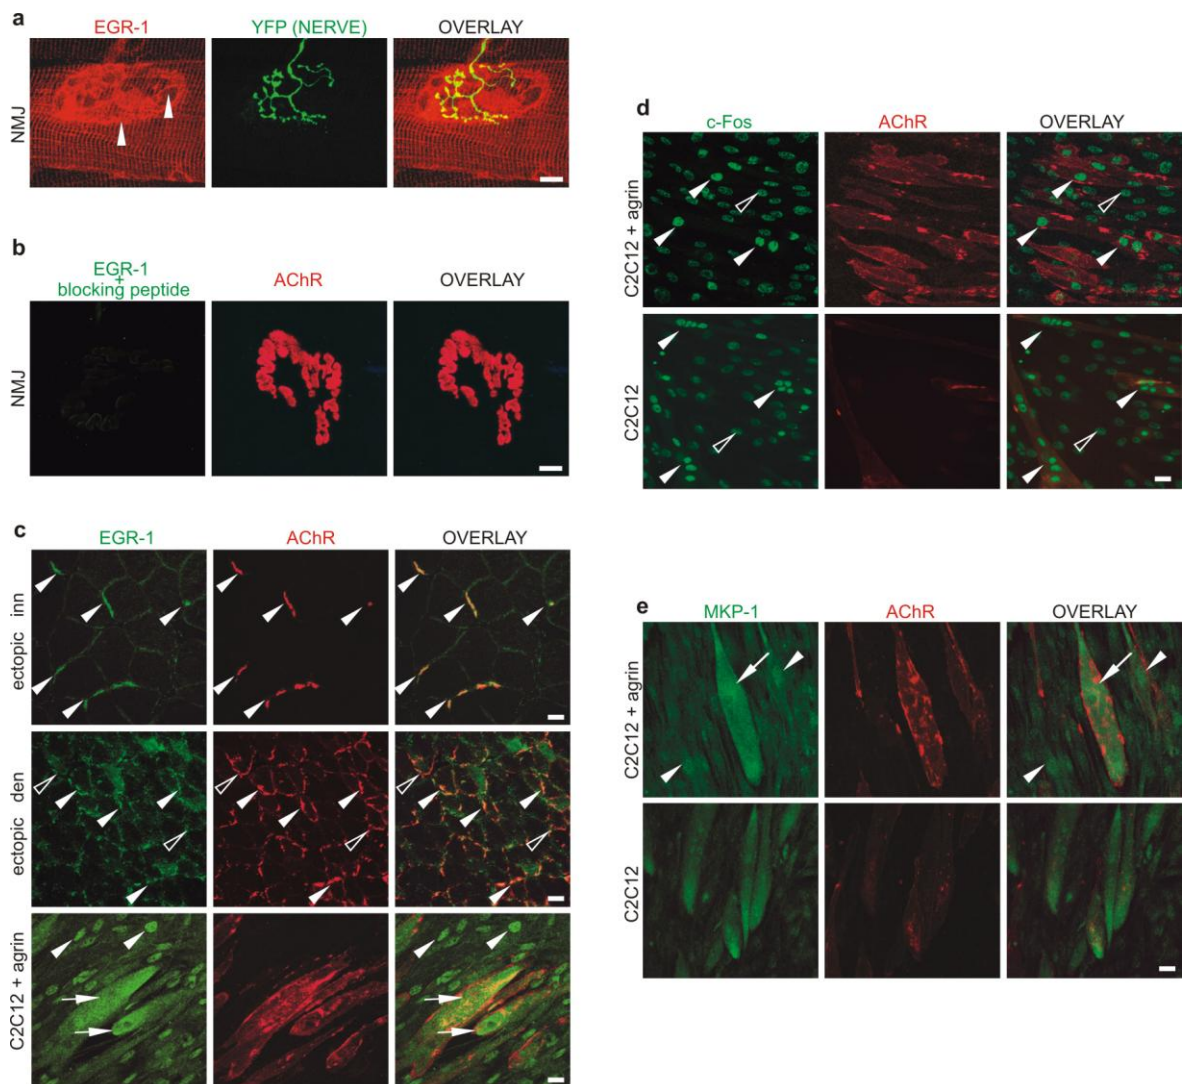 a
EGR-1
YFP (NERVE)
OVERLAY
NMJ
b
EGR-1
+
blocking peptide
AChR
OVERLAY
NMJ
c
EGR-1
AChR
OVERLAY
ectopic inn
ectopic den
C2C12 + agrin
d
c-Fos
AChR
OVERLAY
C2C12 + agrin
C2C12
e
MKP-1
AChR
OVERLAY
C2C12 + agrin
C2C12